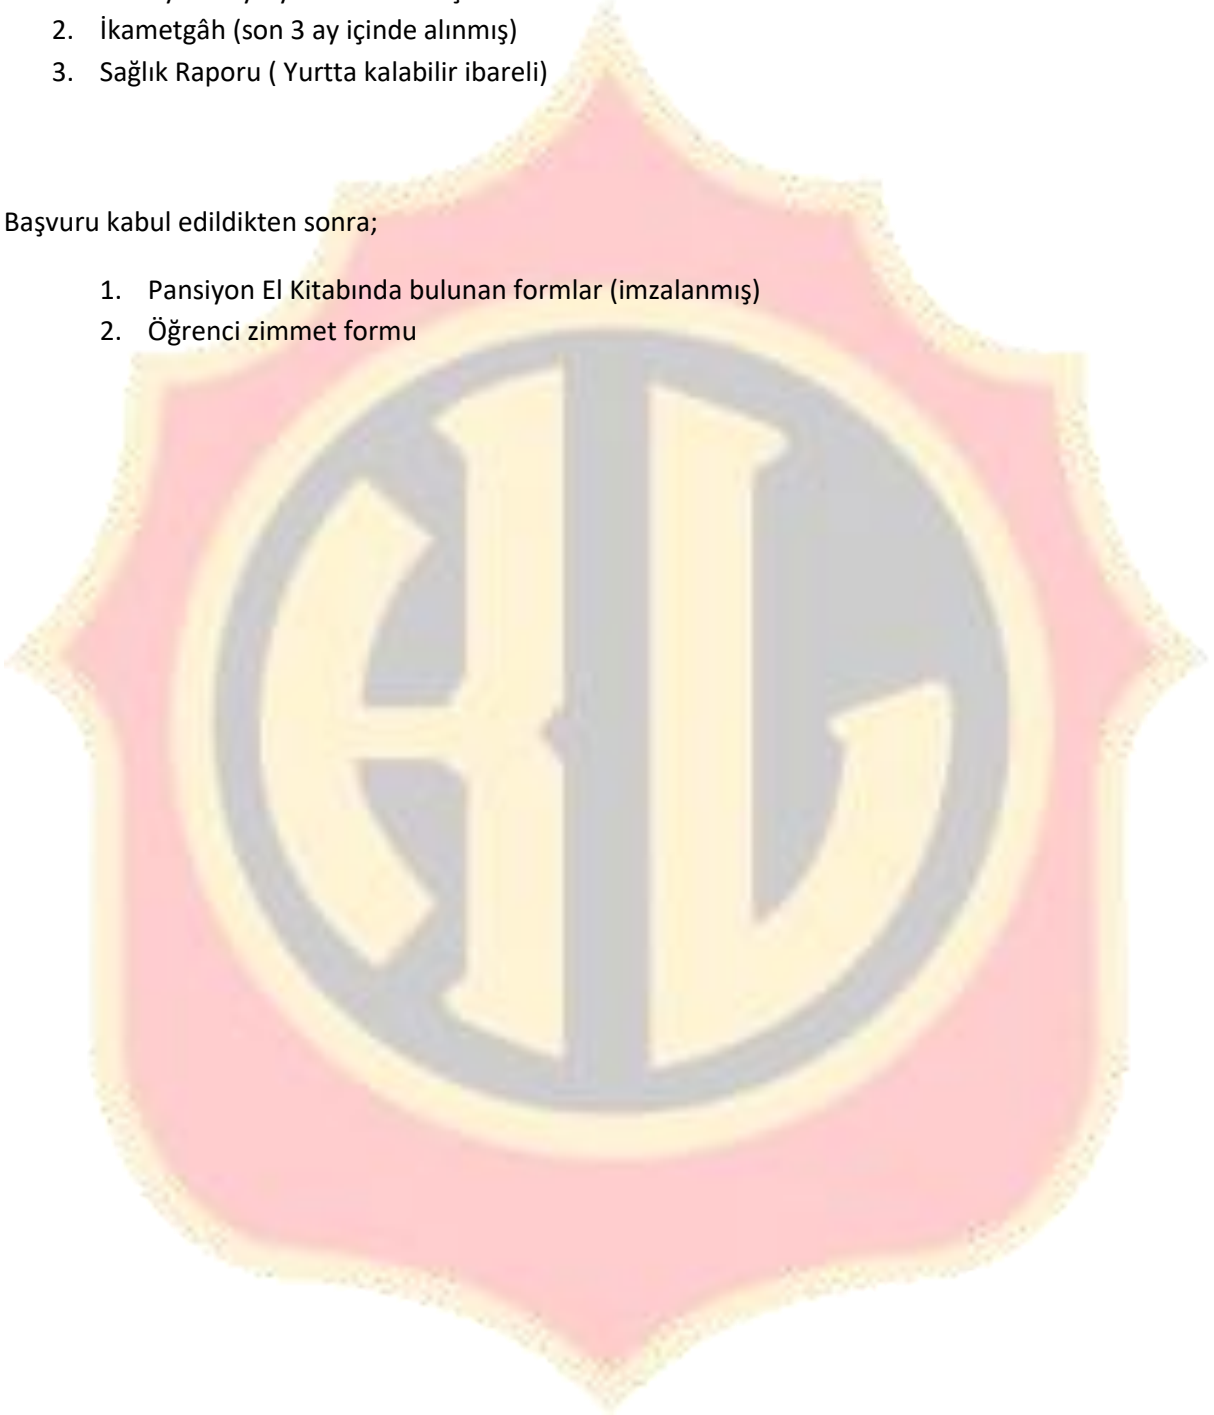 2. İkametgâh (son 3 ay içinde alınmış)
3. Sağlık Raporu ( Yurtta kalabilir ibareli)
Başvuru kabul edildikten sonra;
1. Pansiyon El Kitabında bulunan formlar (imzalanmış)
2. Öğrenci zimmet formu
KL